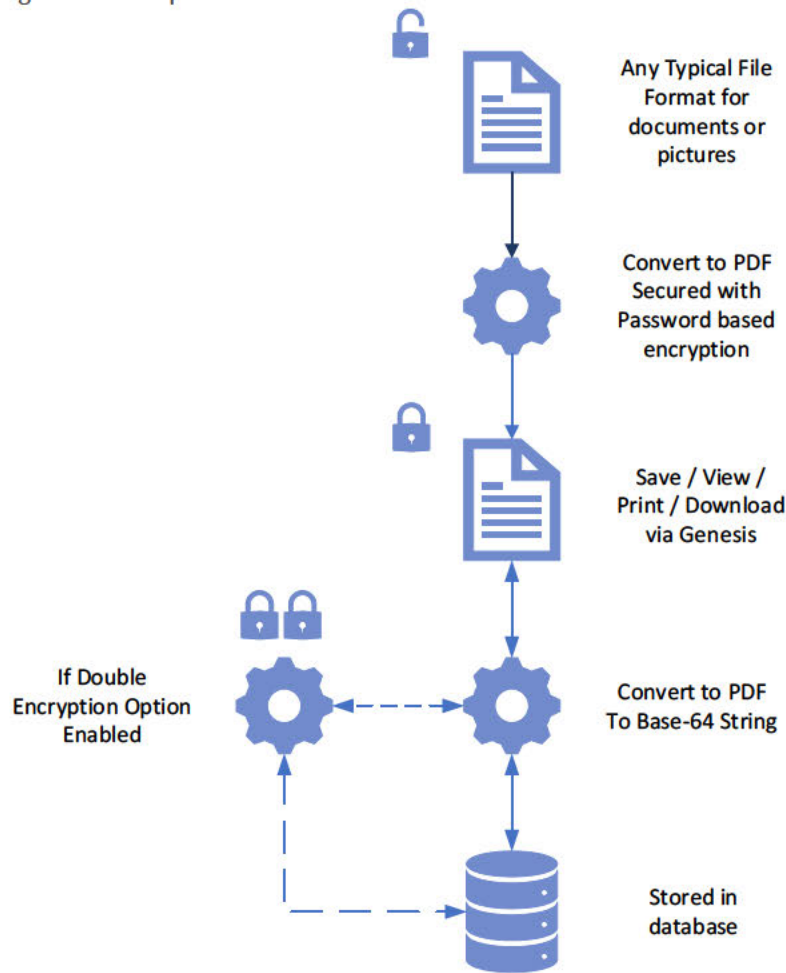 Any Typical File
Format for
documents or
pictures
Convert to PDF
Secured with
Password based
encryption
Save / View /
Print / Download
via Genesis
If Double
Encryption Option
Enabled
Convert to PDF
To Base-64 String
Stored in
database